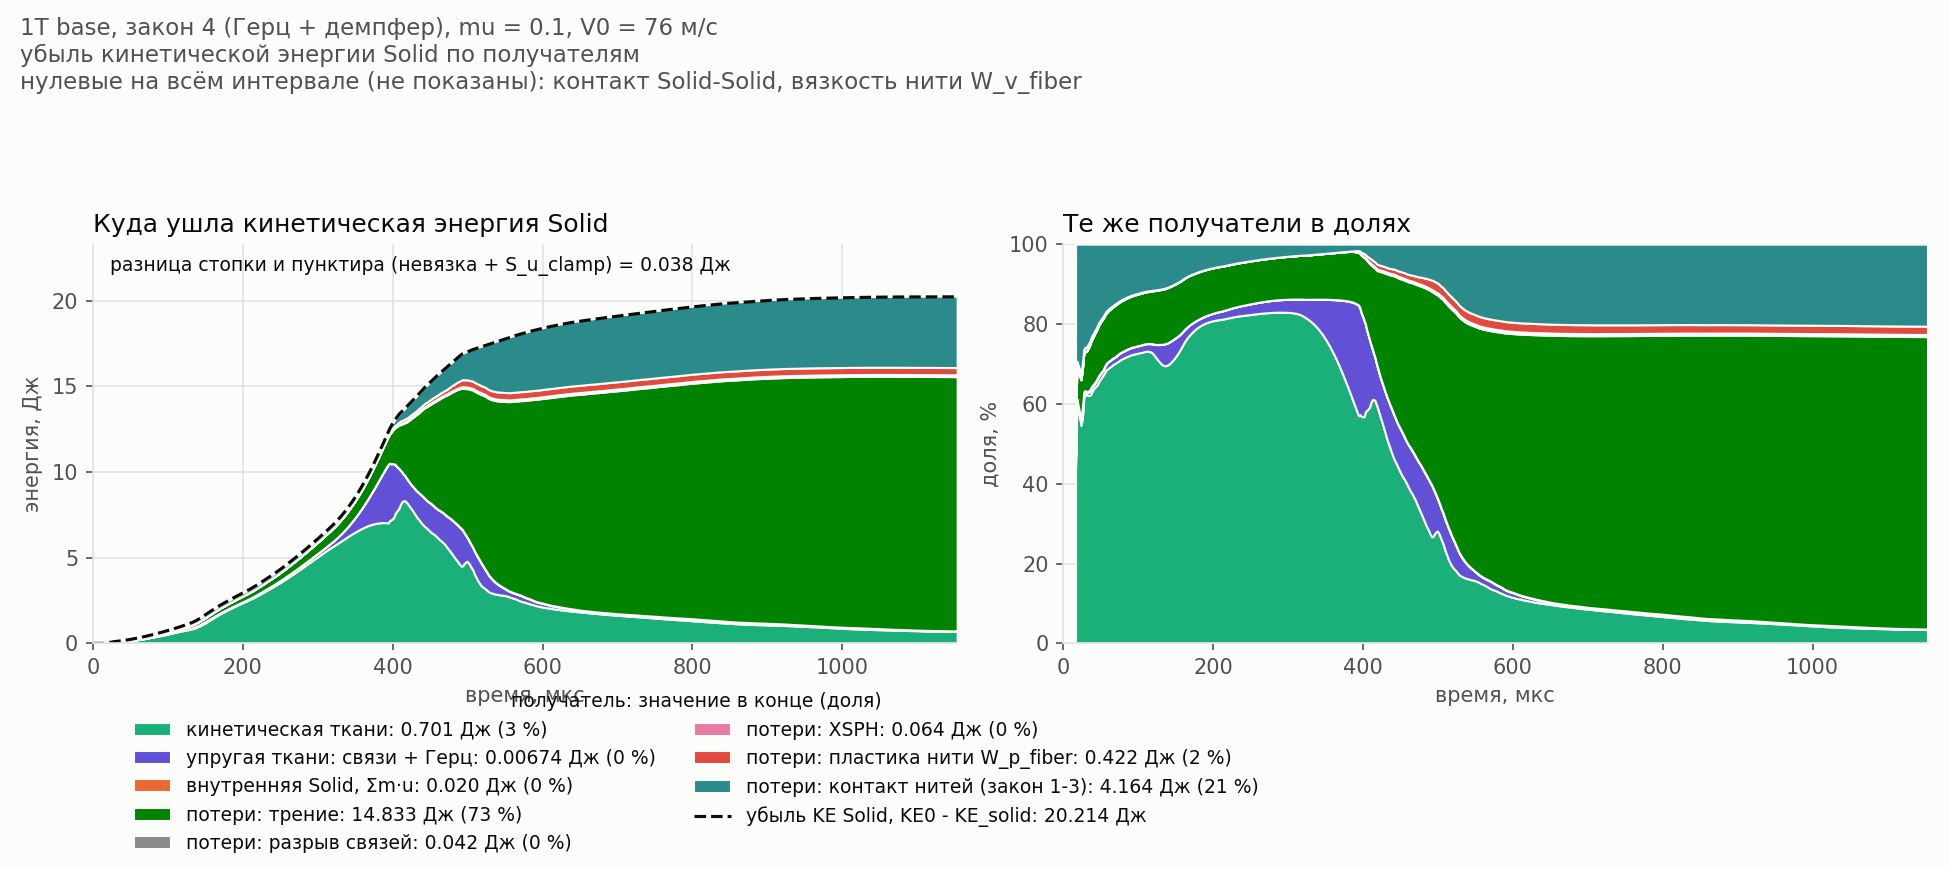 1T base, закон 4 (Герц + демпфер), mu = 0.1, V0 = 76 м/с
убыль кинетической энергии Solid по получателям
нулевые на всём интервале (не показаны): контакт Solid-Solid, вязкость нити W_v_fiber
Куда ушла кинетическая энергия Solid
разница стопки и пунктира (невязка + S_u_clamp) = 0.038 Дж
энергия, Дж
20
15
10
5
0
0 200 400 600 800 1000
время, мкс
Те же получатели в долях
доля, %
100
80
60
40
20
0
0 200 400 600 800 1000
время, мкс
получатель: значение в конце (доля)
кинетическая ткани: 0.701 Дж (3 %)
упругая ткани: связи + Герц: 0.00674 Дж (0 %)
внутренняя Solid, Σm·u: 0.020 Дж (0 %)
потери: трение: 14.833 Дж (73 %)
потери: разрыв связей: 0.042 Дж (0 %)
потери: XSPH: 0.064 Дж (0 %)
потери: пластика нити W_p_fiber: 0.422 Дж (2 %)
потери: контакт нитей (закон 1-3): 4.164 Дж (21 %)
убыль KE Solid, KE0 - KE_solid: 20.214 Дж